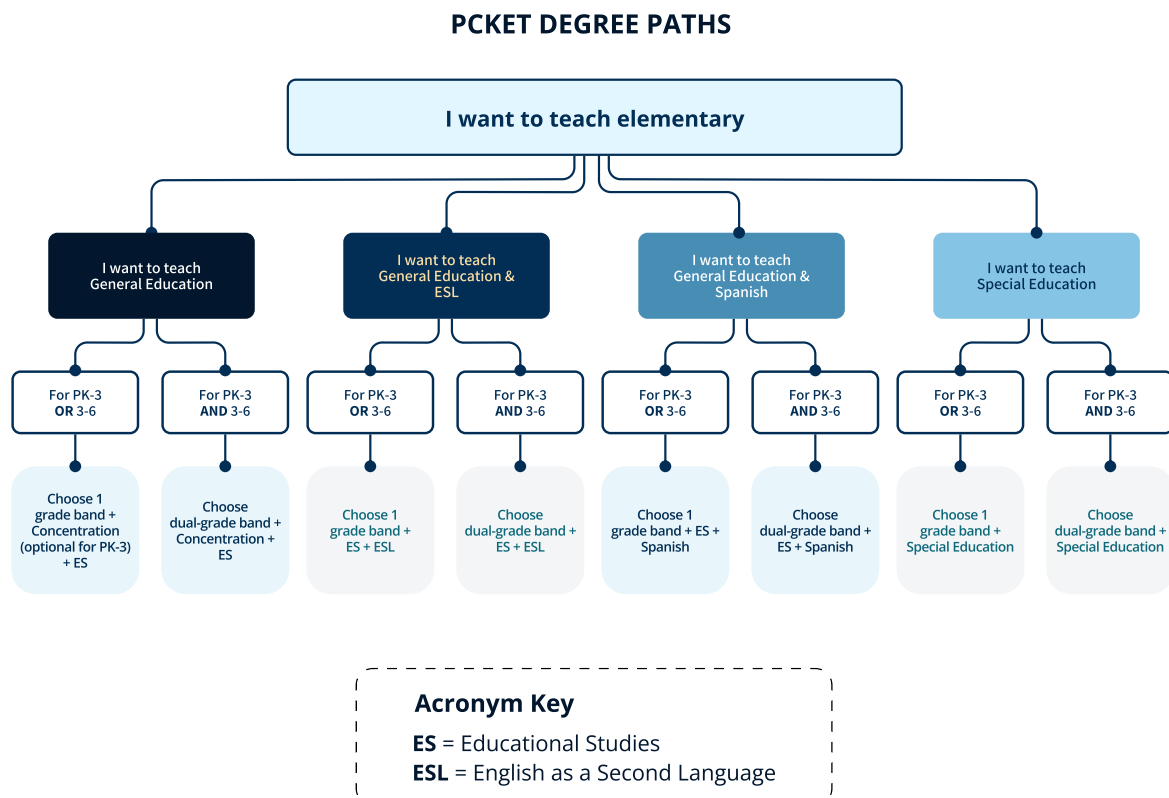 PCKET DEGREE PATHS
I want to teach elementary
I want to teach
General Education
I want to teach
General Education &
ESL
I want to teach
General Education &
Spanish
I want to teach
Special Education
For PK-3
OR 3-6
For PK-3
AND 3-6
For PK-3
OR 3-6
For PK-3
AND 3-6
For PK-3
OR 3-6
For PK-3
AND 3-6
For PK-3
OR 3-6
For PK-3
AND 3-6
Choose 1
grade band +
Concentration
(optional for PK-3)
+ ES
Choose
dual-grade band +
Concentration +
ES
Choose 1
grade band +
ES + ESL
Choose
dual-grade band +
ES + ESL
Choose 1
grade band + ES +
Spanish
Choose
dual-grade band +
ES + Spanish
Choose 1
grade band +
Special Education
Choose
dual-grade band +
Special Education
Acronym Key
ES = Educational Studies
ESL = English as a Second Language